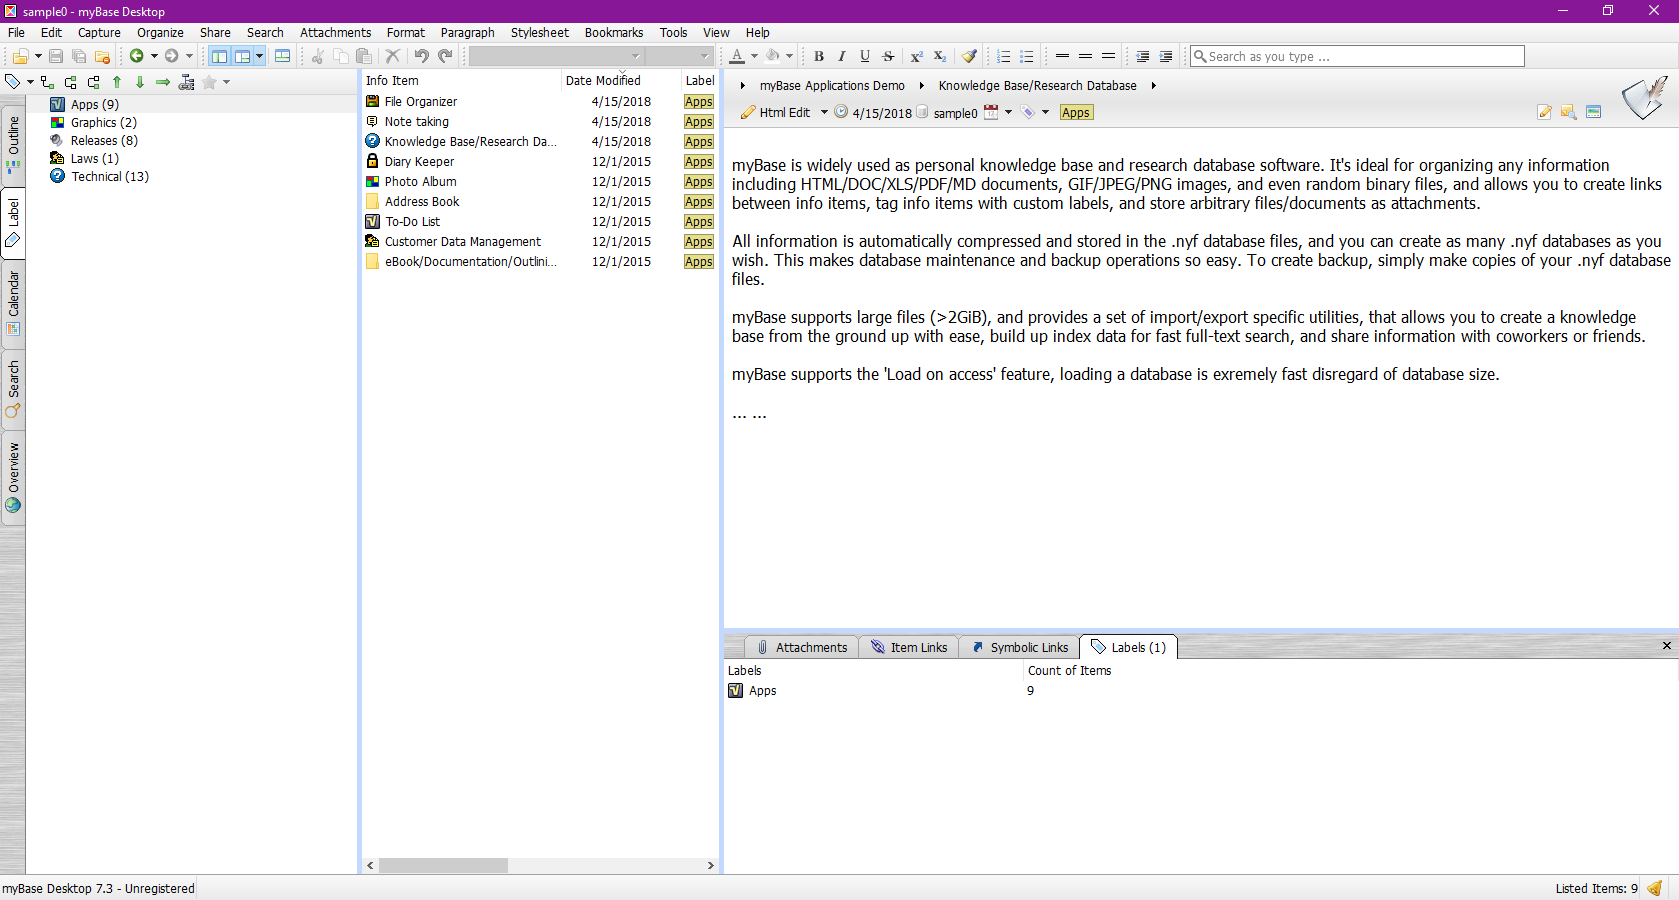 sample0 - myBase Desktop
File Edit Capture Organize Share Search Attachments Format Paragraph Stylesheet Bookmarks Tools View Help
A B I U S x² x₂ Search as you type ...
Outline
Label
Calendar
Search
Overview
Apps (9)
Graphics (2)
Releases (8)
Laws (1)
Technical (13)
Info Item Date Modified Label
File Organizer 4/15/2018 Apps
Note taking 4/15/2018 Apps
Knowledge Base/Research Da... 4/15/2018 Apps
Diary Keeper 12/1/2015 Apps
Photo Album 12/1/2015 Apps
Address Book 12/1/2015 Apps
To-Do List 12/1/2015 Apps
Customer Data Management 12/1/2015 Apps
eBook/Documentation/Outlini... 12/1/2015 Apps
myBase Applications Demo Knowledge Base/Research Database
Html Edit 4/15/2018 sample0 Apps
myBase is widely used as personal knowledge base and research database software. It's ideal for organizing any information
including HTML/DOC/XLS/PDF/MD documents, GIF/JPEG/PNG images, and even random binary files, and allows you to create links
between info items, tag info items with custom labels, and store arbitrary files/documents as attachments.
All information is automatically compressed and stored in the .nyf database files, and you can create as many .nyf databases as you
wish. This makes database maintenance and backup operations so easy. To create backup, simply make copies of your .nyf database
files.
myBase supports large files (>2GiB), and provides a set of import/export specific utilities, that allows you to create a knowledge
base from the ground up with ease, build up index data for fast full-text search, and share information with coworkers or friends.
myBase supports the 'Load on access' feature, loading a database is exremely fast disregard of database size.
... ...
Attachments Item Links Symbolic Links Labels (1)
Labels Count of Items
Apps 9
myBase Desktop 7.3 - Unregistered Listed Items: 9